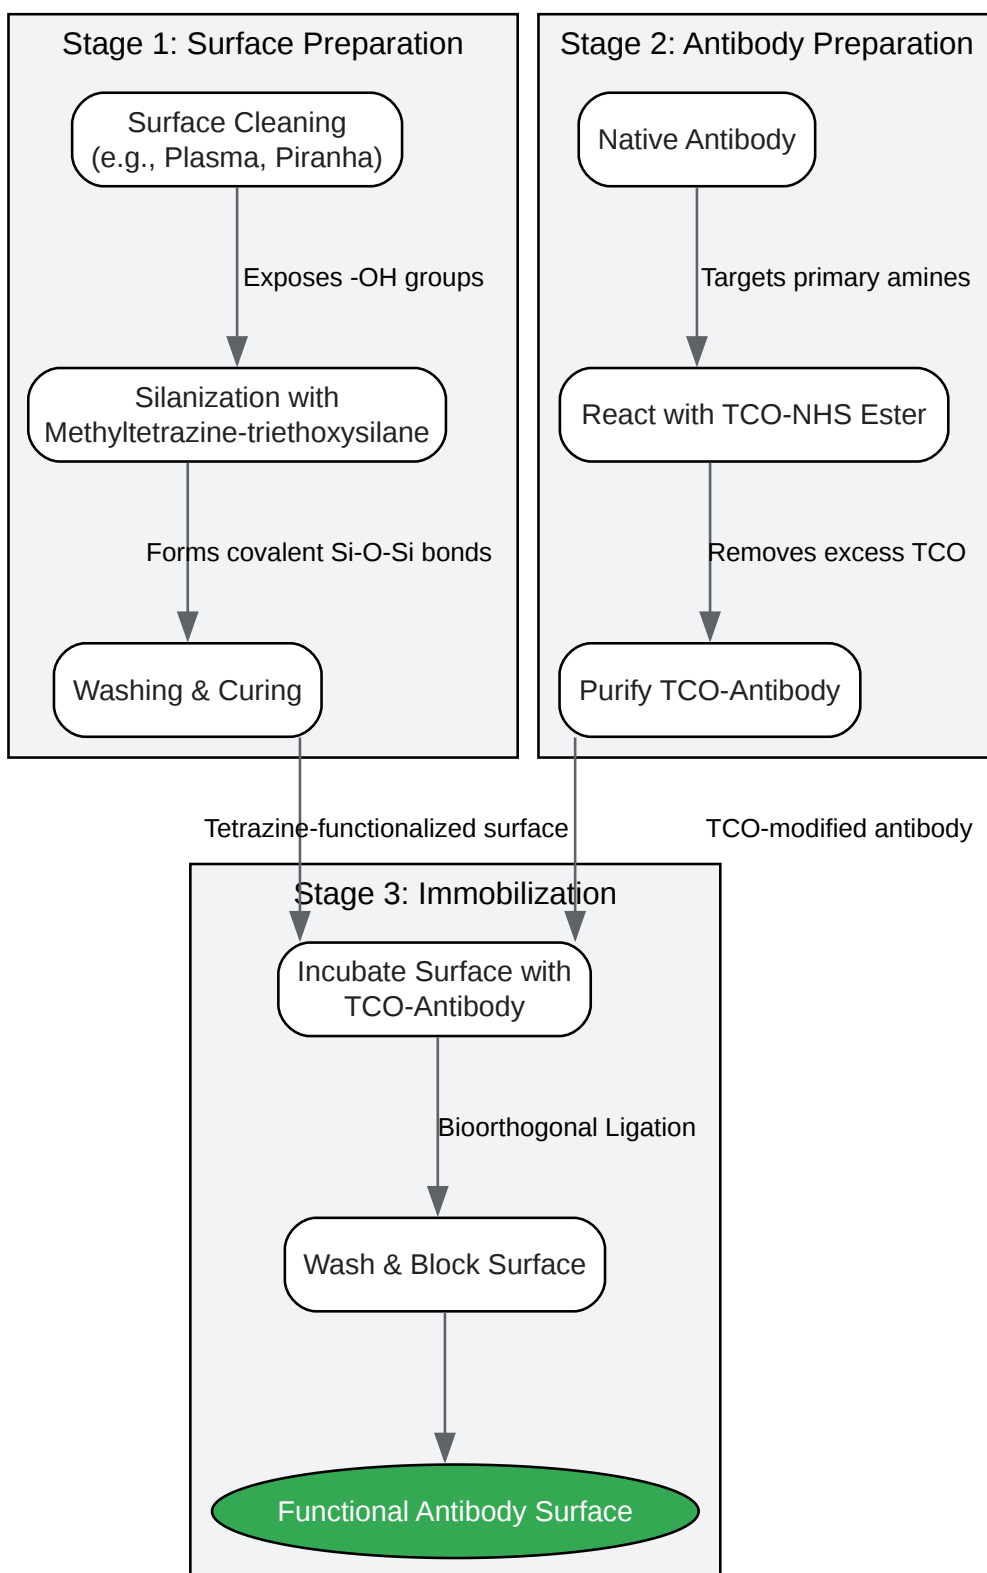 Stage 1: Surface Preparation
Surface Cleaning
(e.g., Plasma, Piranha)
Exposes -OH groups
Silanization with
Methyltetrazine-triethoxysilane
Forms covalent Si-O-Si bonds
Washing & Curing
Tetrazine-functionalized surface
Stage 2: Antibody Preparation
Native Antibody
Targets primary amines
React with TCO-NHS Ester
Removes excess TCO
Purify TCO-Antibody
TCO-modified antibody
Stage 3: Immobilization
Incubate Surface with
TCO-Antibody
Bioorthogonal Ligation
Wash & Block Surface
Functional Antibody Surface